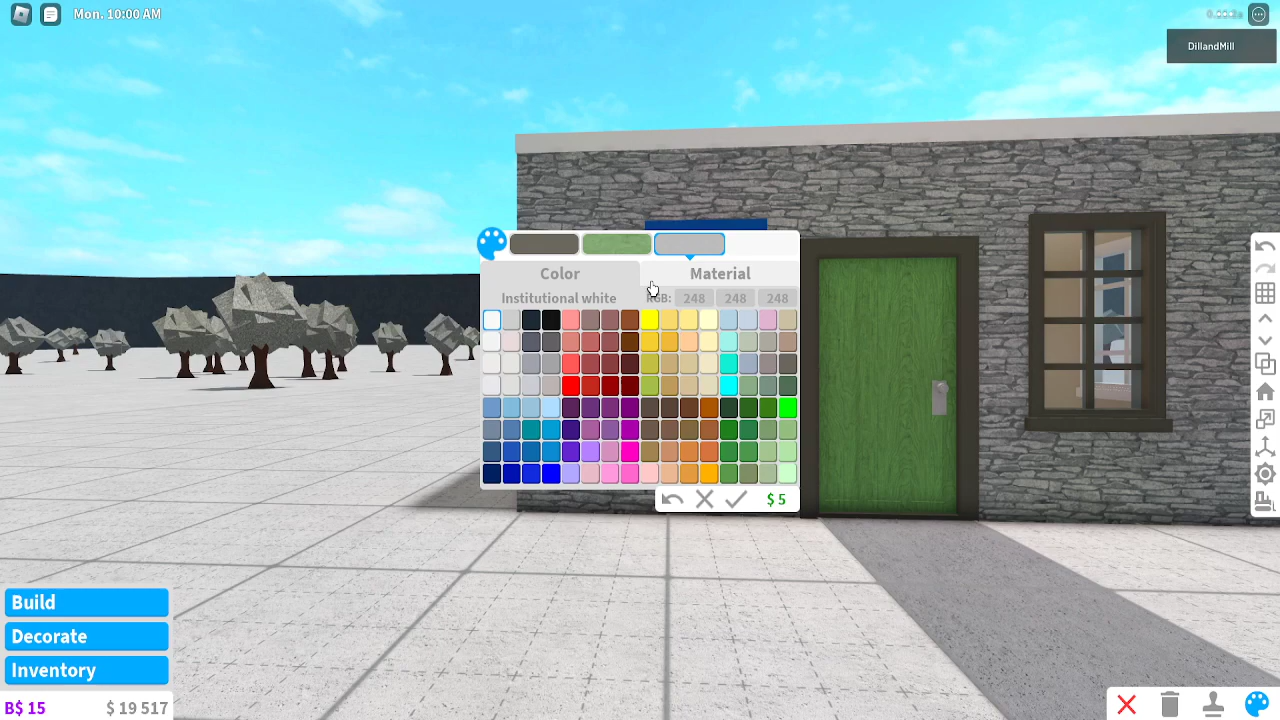 Mon. 10:00 AM
DillandMill
Color
Material
Institutional white
RGB: 248 248 248
$ 5
Build
Decorate
Inventory
B$ 15 $ 19 517